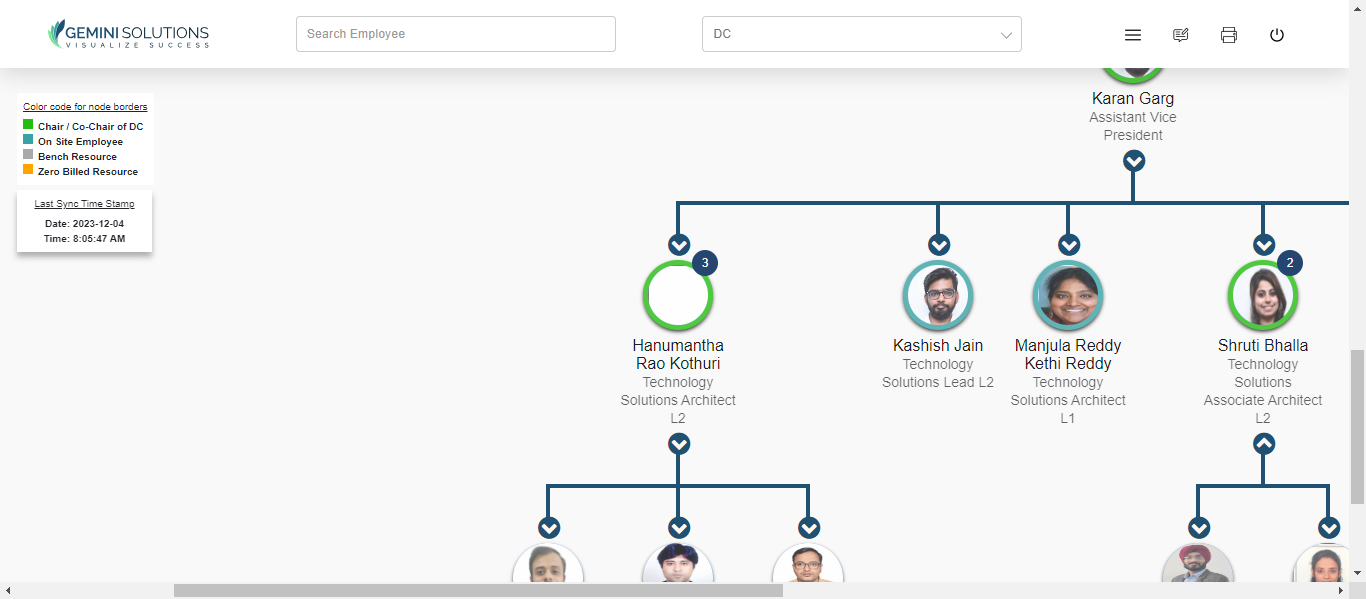 GEMINI SOLUTIONS
VISUALIZE SUCCESS
Search Employee
DC
Color code for node borders
Chair / Co-Chair of DC
On Site Employee
Bench Resource
Zero Billed Resource
Last Sync Time Stamp
Date: 2023-12-04
Time: 8:05:47 AM
Karan Garg
Assistant Vice
President
3
Hanumantha
Rao Kothuri
Technology
Solutions Architect
L2
Kashish Jain
Technology
Solutions Lead L2
Manjula Reddy
Kethi Reddy
Technology
Solutions Architect
L1
2
Shruti Bhalla
Technology
Solutions
Associate Architect
L2